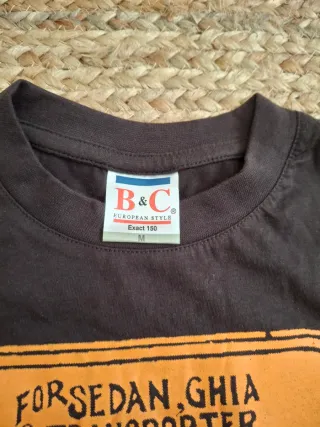 B&C®
EUROPEAN STYLE
Exact 150
M
FOR SEDAN, GHIA
& TRANSPORTER